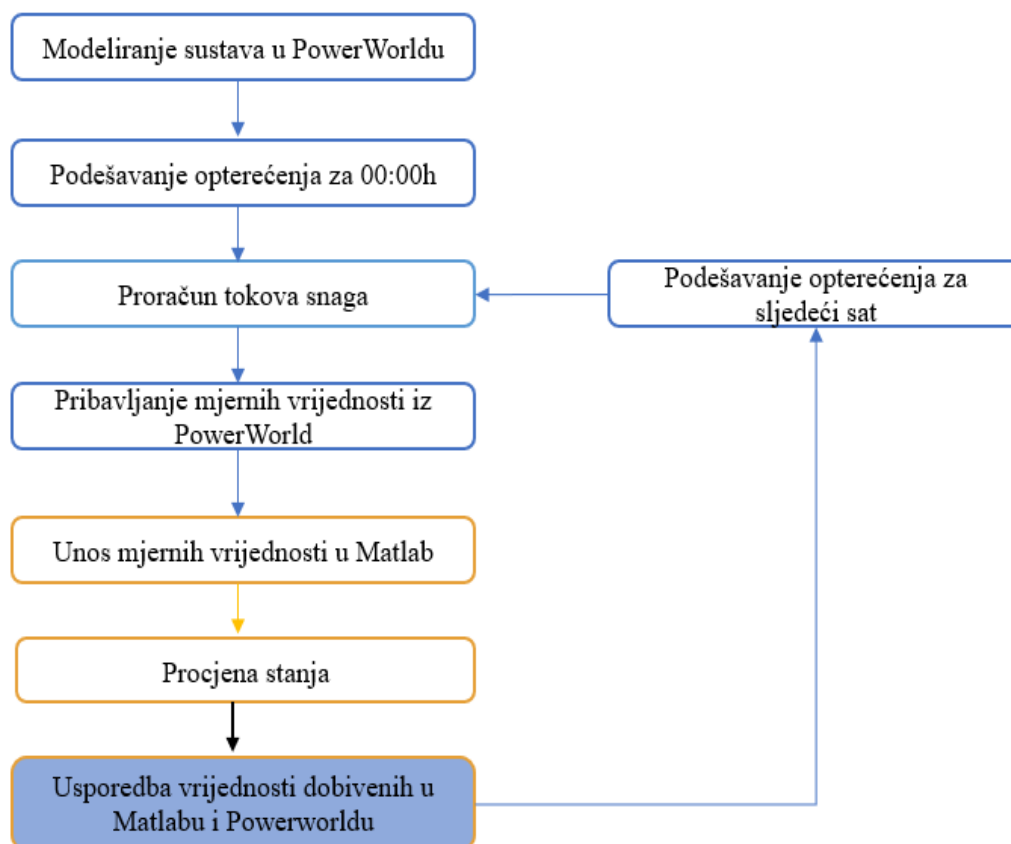 Modeliranje sustava u PowerWorldu
Podešavanje opterećenja za 00:00h
Proračun tokova snaga
Podešavanje opterećenja za
sljedeći sat
Pribavljanje mjernih vrijednosti iz
PowerWorld
Unos mjernih vrijednosti u Matlab
Procjena stanja
Usporedba vrijednosti dobivenih u
Matlabu i Powerworldu